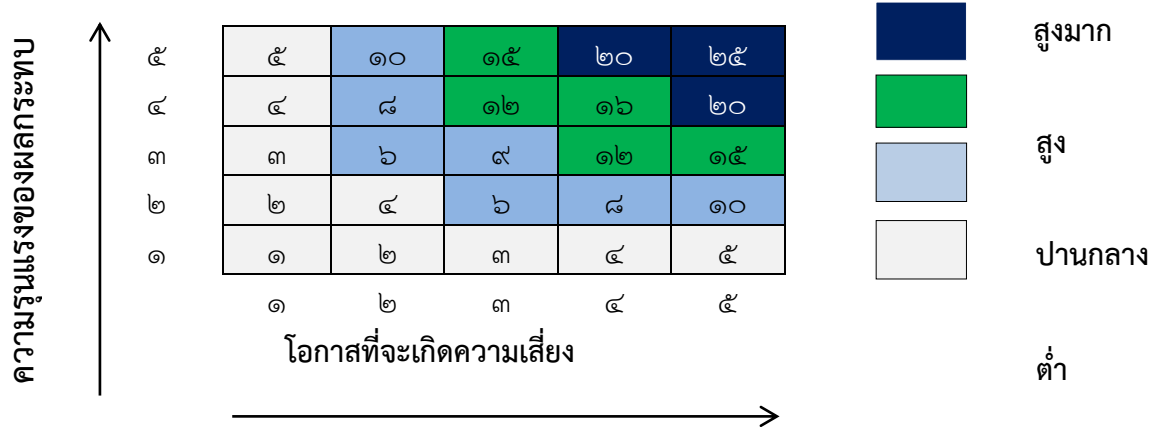 ความรุนแรงของผลกระทบ
๕ ๕ ๑๐ ๑๕ ๒๐ ๒๕
๔ ๔ ๘ ๑๒ ๑๖ ๒๐
๓ ๓ ๖ ๙ ๑๒ ๑๕
๒ ๒ ๔ ๖ ๘ ๑๐
๑ ๑ ๒ ๓ ๔ ๕
๑ ๒ ๓ ๔ ๕
โอกาสที่จะเกิดความเสี่ยง
สูงมาก
สูง
ปานกลาง
ต่ำ